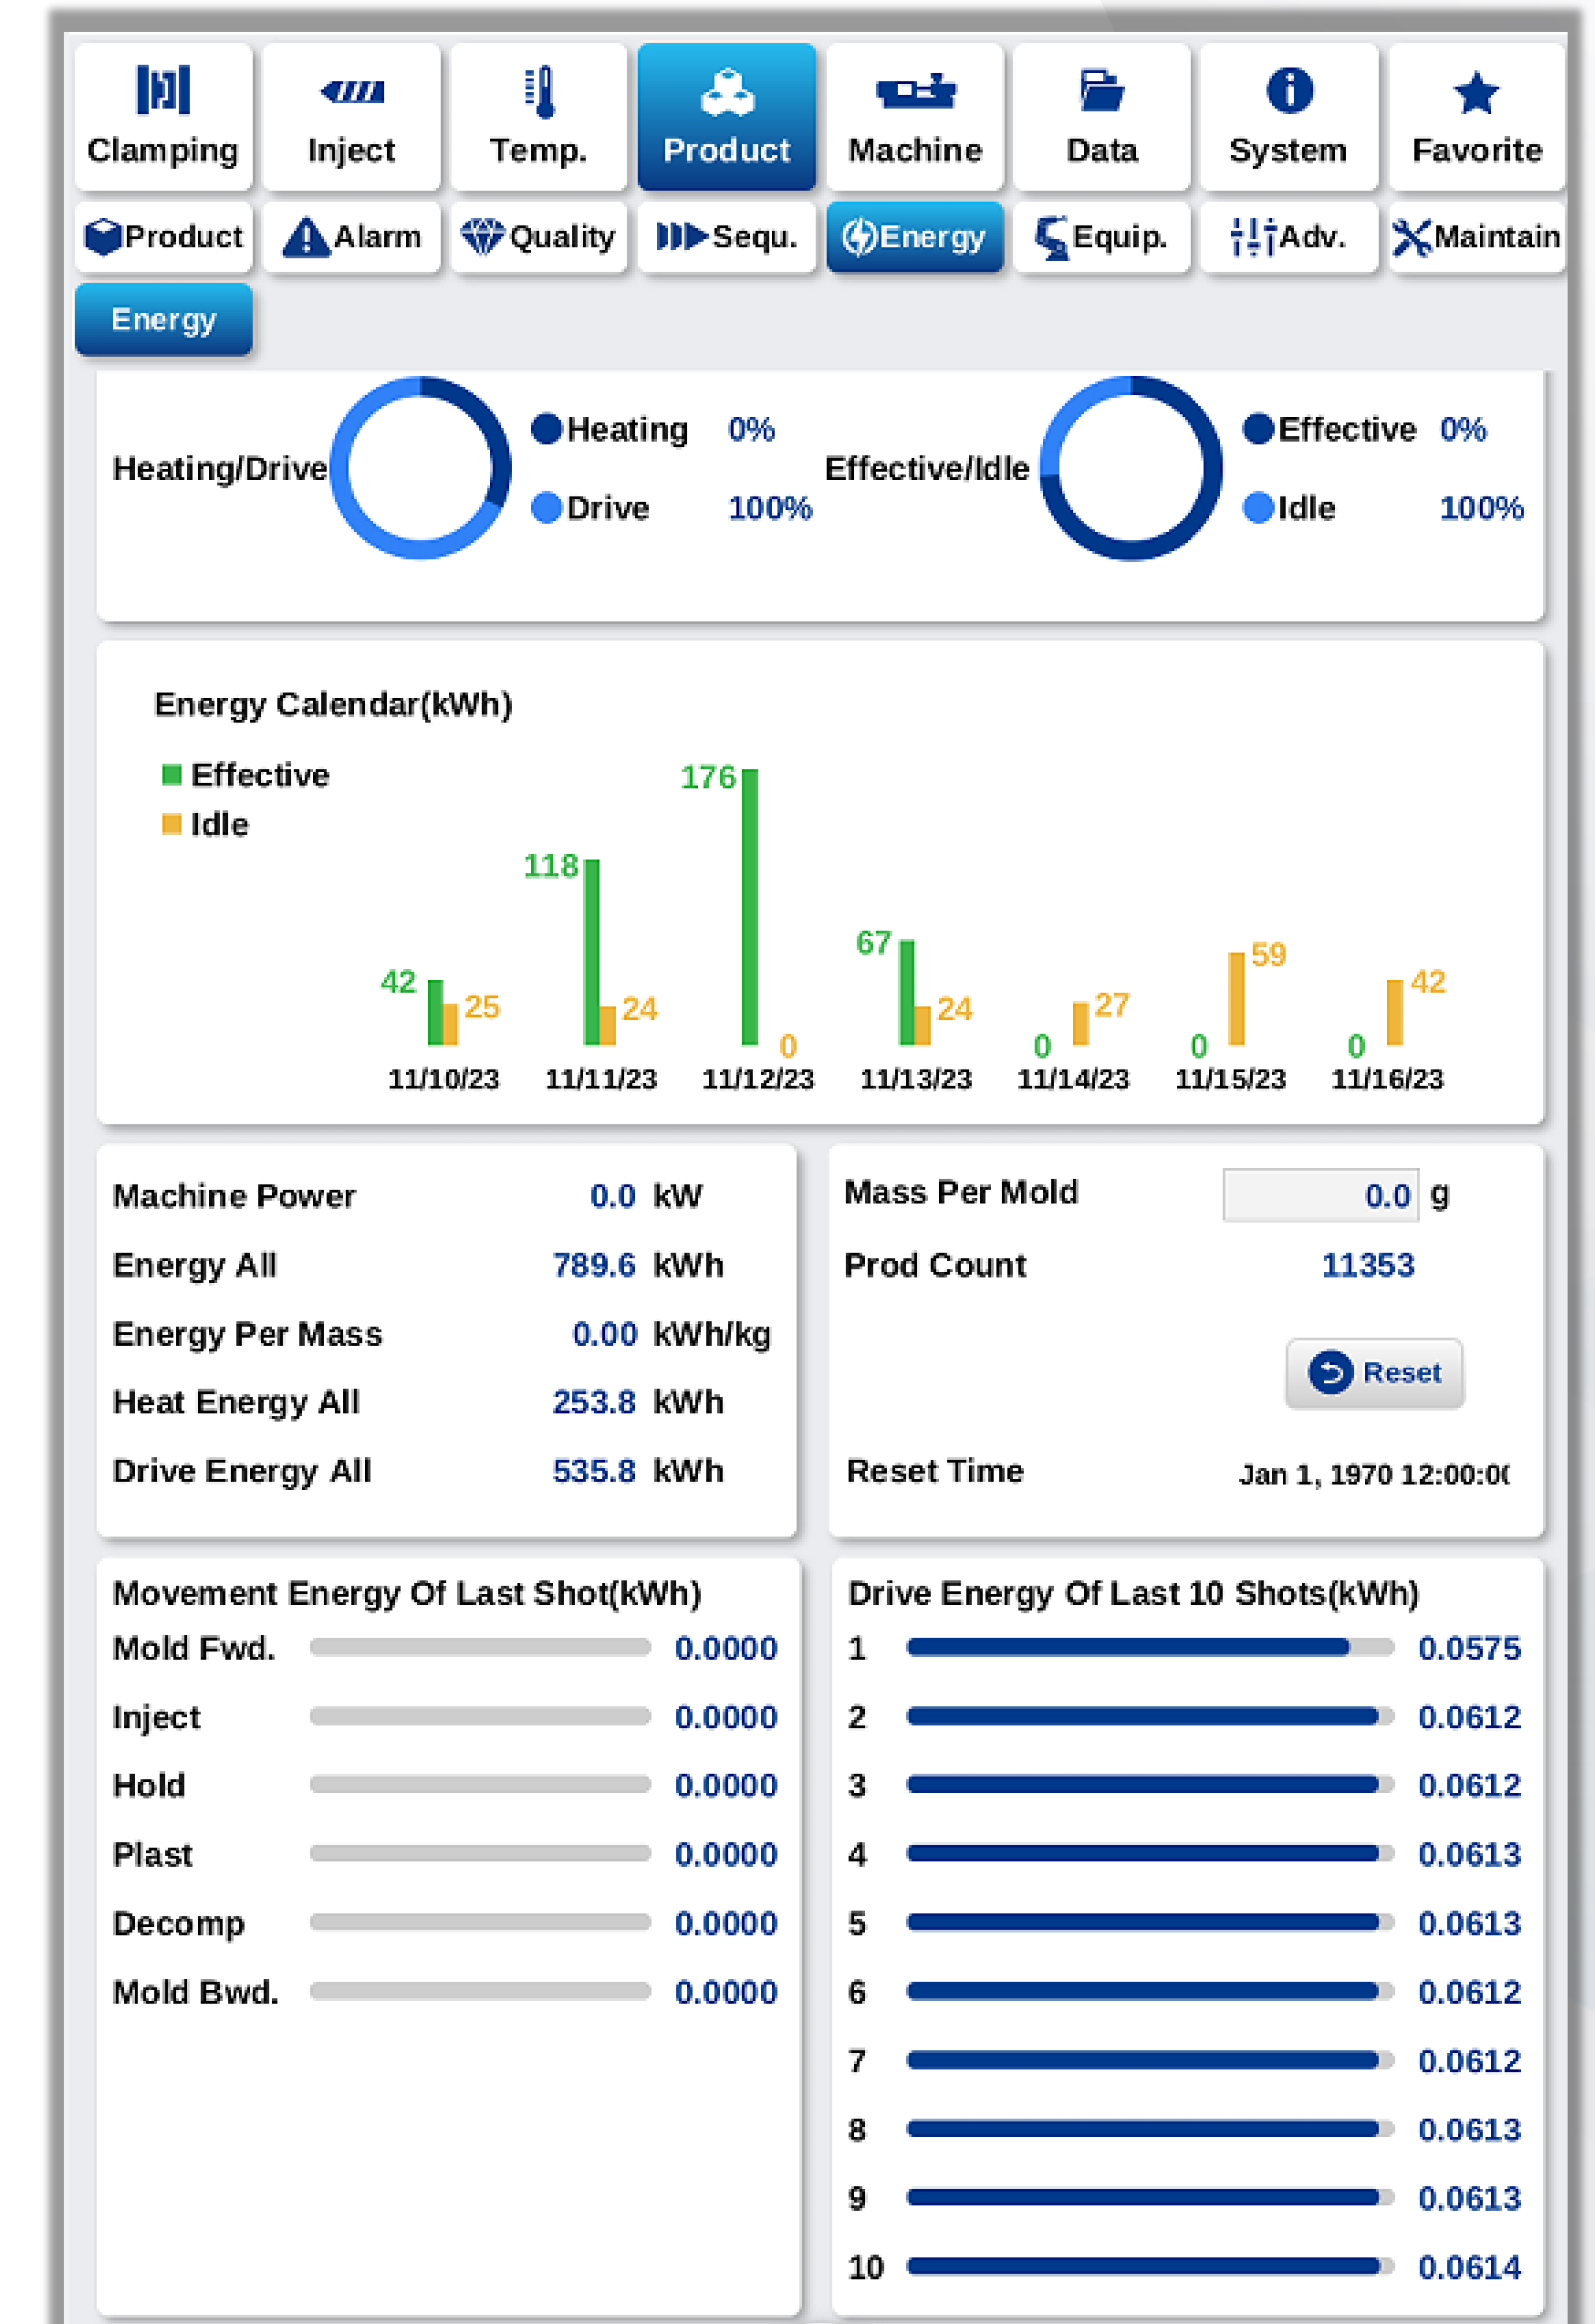 Clamping Inject Temp. Product Machine Data System Favorite
Product Alarm Quality Sequ. Energy Equip. Adv. Maintain
Energy
Heating 0% Effective 0%
Heating/Drive Effective/Idle
Drive 100% Idle 100%
Energy Calendar(kWh)
Effective 176
Idle
118
67 59
42 25 24 24 27 42
0 0 0 0
11/10/23 11/11/23 11/12/23 11/13/23 11/14/23 11/15/23 11/16/23
Machine Power 0.0 kW
Energy All 789.6 kWh
Energy Per Mass 0.00 kWh/kg
Heat Energy All 253.8 kWh
Drive Energy All 535.8 kWh
Mass Per Mold 0.0 g
Prod Count 11353
Reset
Reset Time Jan 1, 1970 12:00:0
Movement Energy Of Last Shot(kWh)
Mold Fwd. 0.0000
Inject 0.0000
Hold 0.0000
Plast 0.0000
Decomp 0.0000
Mold Bwd. 0.0000
Drive Energy Of Last 10 Shots(kWh)
1 0.0575
2 0.0612
3 0.0612
4 0.0613
5 0.0613
6 0.0612
7 0.0612
8 0.0613
9 0.0613
10 0.0614